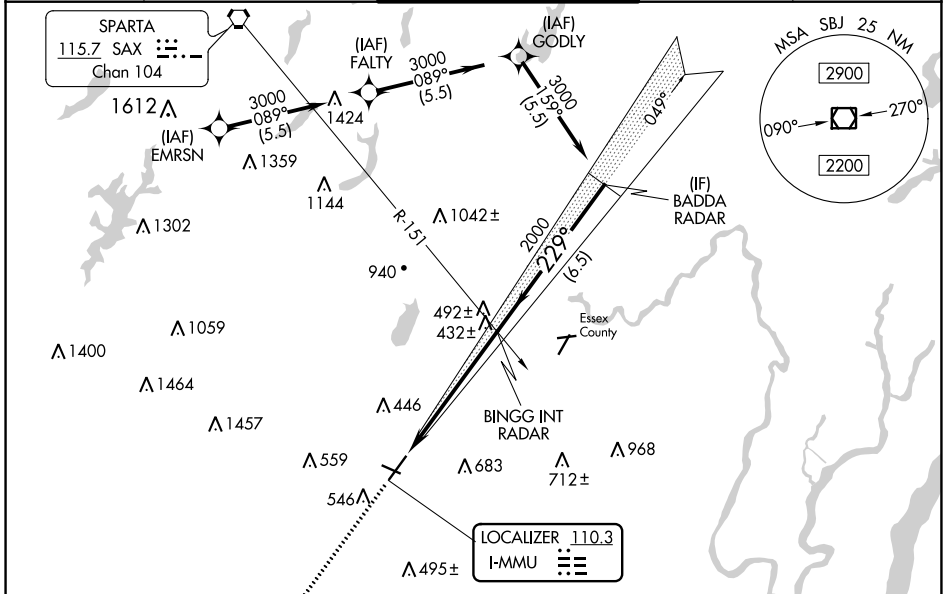 SPARTA
115.7 SAX
Chan 104
(IAF)
GODLY
(IAF)
FALTY
3000
089°
(5.5)
3000
159°
(5.5)
MSA SBJ 25 NM
2900
090°
270°
2200
1612
3000
089°
(5.5)
1424
(IAF)
EMRSN
049°
1359
1144
(IF)
BADDA
RADAR
1302
1042±
R-151
2000
229°
(6.5)
940
492±
432±
Essex
County
1059
1400
1464
446
BINGG INT
RADAR
1457
559
683
712±
968
546
LOCALIZER 110.3
I-MMU
495±